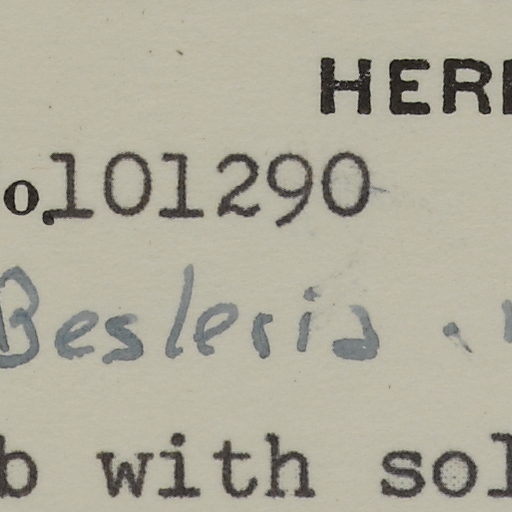 HER
o.101290
Besleria .
b with sol